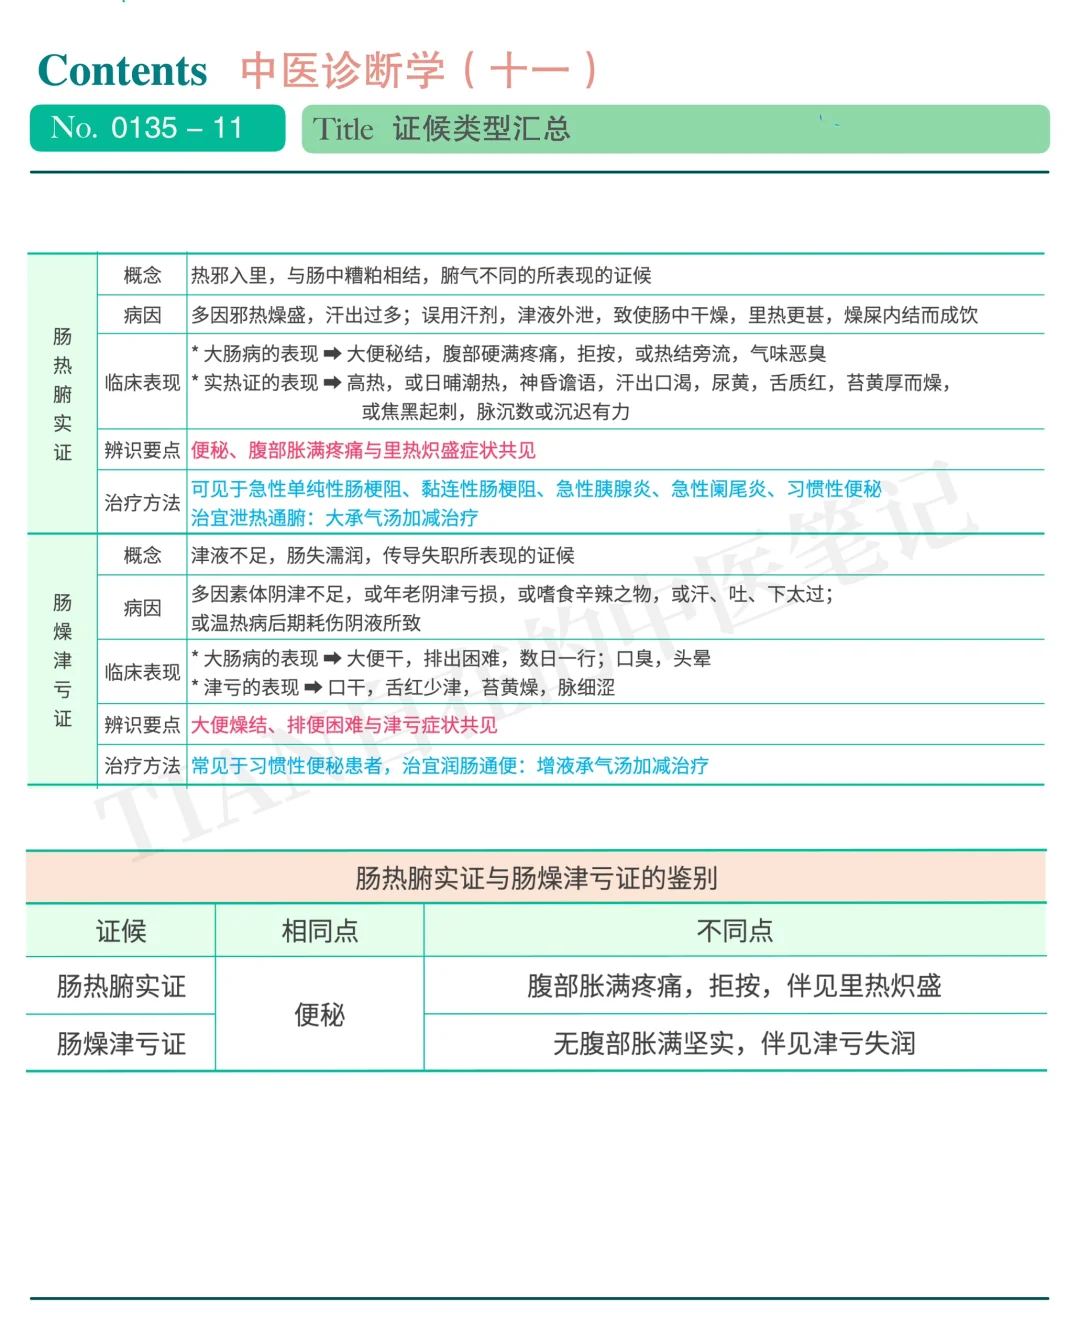 Contents 中医诊断学（十一）
No. 0135 – 11
Title 证候类型汇总
肠热腑实证
概念 热邪入里，与肠中糟粕相结，腑气不同的所表现的证候
病因 多因邪热燥盛，汗出过多；误用汗剂，津液外泄，致使肠中干燥，里热更甚，燥屎内结而成饮
临床表现
* 大肠病的表现 ➡ 大便秘结，腹部硬满疼痛，拒按，或热结旁流，气味恶臭
* 实热证的表现 ➡ 高热，或日晡潮热，神昏谵语，汗出口渴，尿黄，舌质红，苔黄厚而燥，
或焦黑起刺，脉沉数或沉迟有力
辨识要点 便秘、腹部胀满疼痛与里热炽盛症状共见
治疗方法
可见于急性单纯性肠梗阻、黏连性肠梗阻、急性胰腺炎、急性阑尾炎、习惯性便秘
治宜泄热通腑：大承气汤加减治疗
肠燥津亏证
概念 津液不足，肠失濡润，传导失职所表现的证候
病因
多因素体阴津不足，或年老阴津亏损，或嗜食辛辣之物，或汗、吐、下太过；
或温热病后期耗伤阴液所致
临床表现
* 大肠病的表现 ➡ 大便干，排出困难，数日一行；口臭，头晕
* 津亏的表现 ➡ 口干，舌红少津，苔黄燥，脉细涩
辨识要点 大便燥结、排便困难与津亏症状共见
治疗方法 常见于习惯性便秘患者，治宜润肠通便：增液承气汤加减治疗
TIAN自在的中医笔记
肠热腑实证与肠燥津亏证的鉴别
证候 相同点 不同点
肠热腑实证 便秘 腹部胀满疼痛，拒按，伴见里热炽盛
肠燥津亏证 无腹部胀满坚实，伴见津亏失润